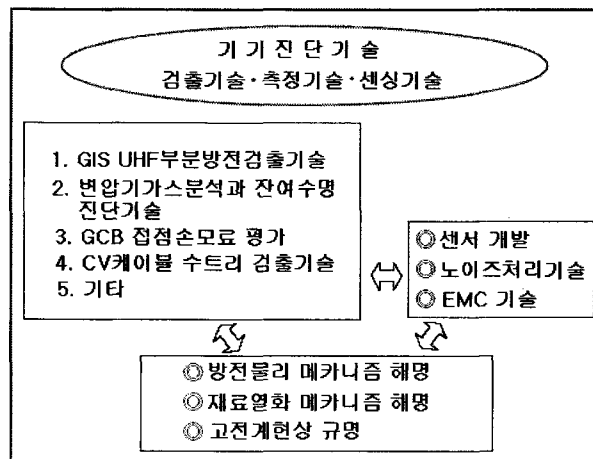 기 기 진 단 기 술
검출기술·측정기술·센싱기술
1. GIS UHF부분방전검출기술
2. 변압기가스분석과 잔여수명
진단기술
3. GCB 접점손모료 평가
4. CV케이블 수트리 검출기술
5. 기타
◎센서 개발
◎노이즈처리기술
◎EMC 기술
◎방전물리 메카니즘 해명
◎재료열화 메카니즘 해명
◎고전계현상 규명